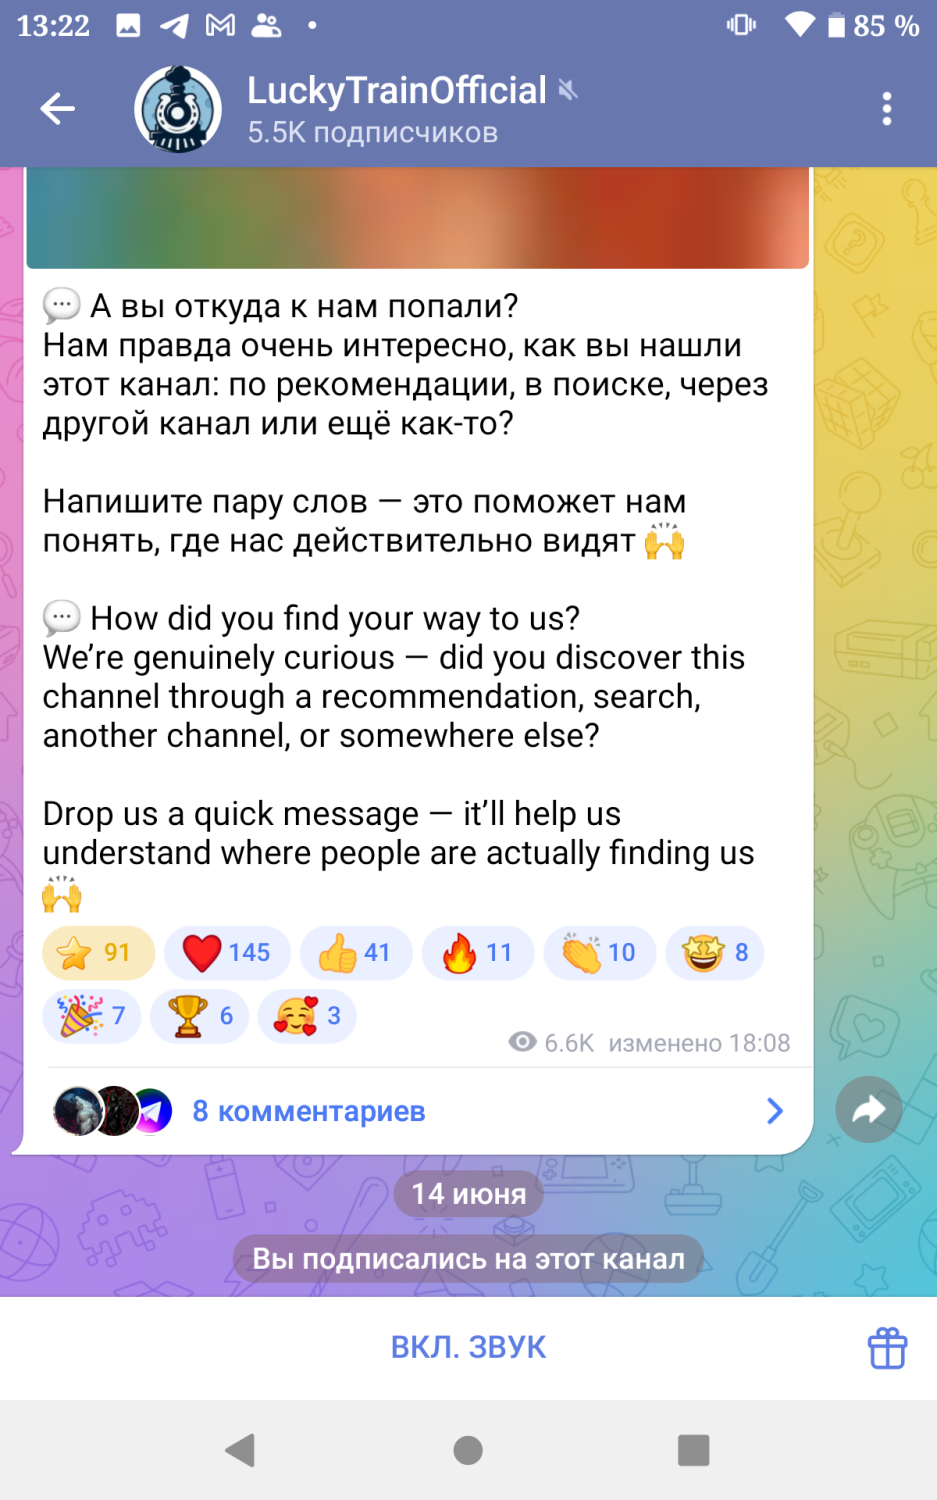 13:22
85 %
LuckyTrainOfficial
5.5K подписчиков
А вы откуда к нам попали?
Нам правда очень интересно, как вы нашли
этот канал: по рекомендации, в поиске, через
другой канал или ещё как-то?
Напишите пару слов — это поможет нам
понять, где нас действительно видят
How did you find your way to us?
We’re genuinely curious — did you discover this
channel through a recommendation, search,
another channel, or somewhere else?
Drop us a quick message — it’ll help us
understand where people are actually finding us
91 145 41 11 10 8
7 6 3
6.6K изменено 18:08
8 комментариев
14 июня
Вы подписались на этот канал
ВКЛ. ЗВУК